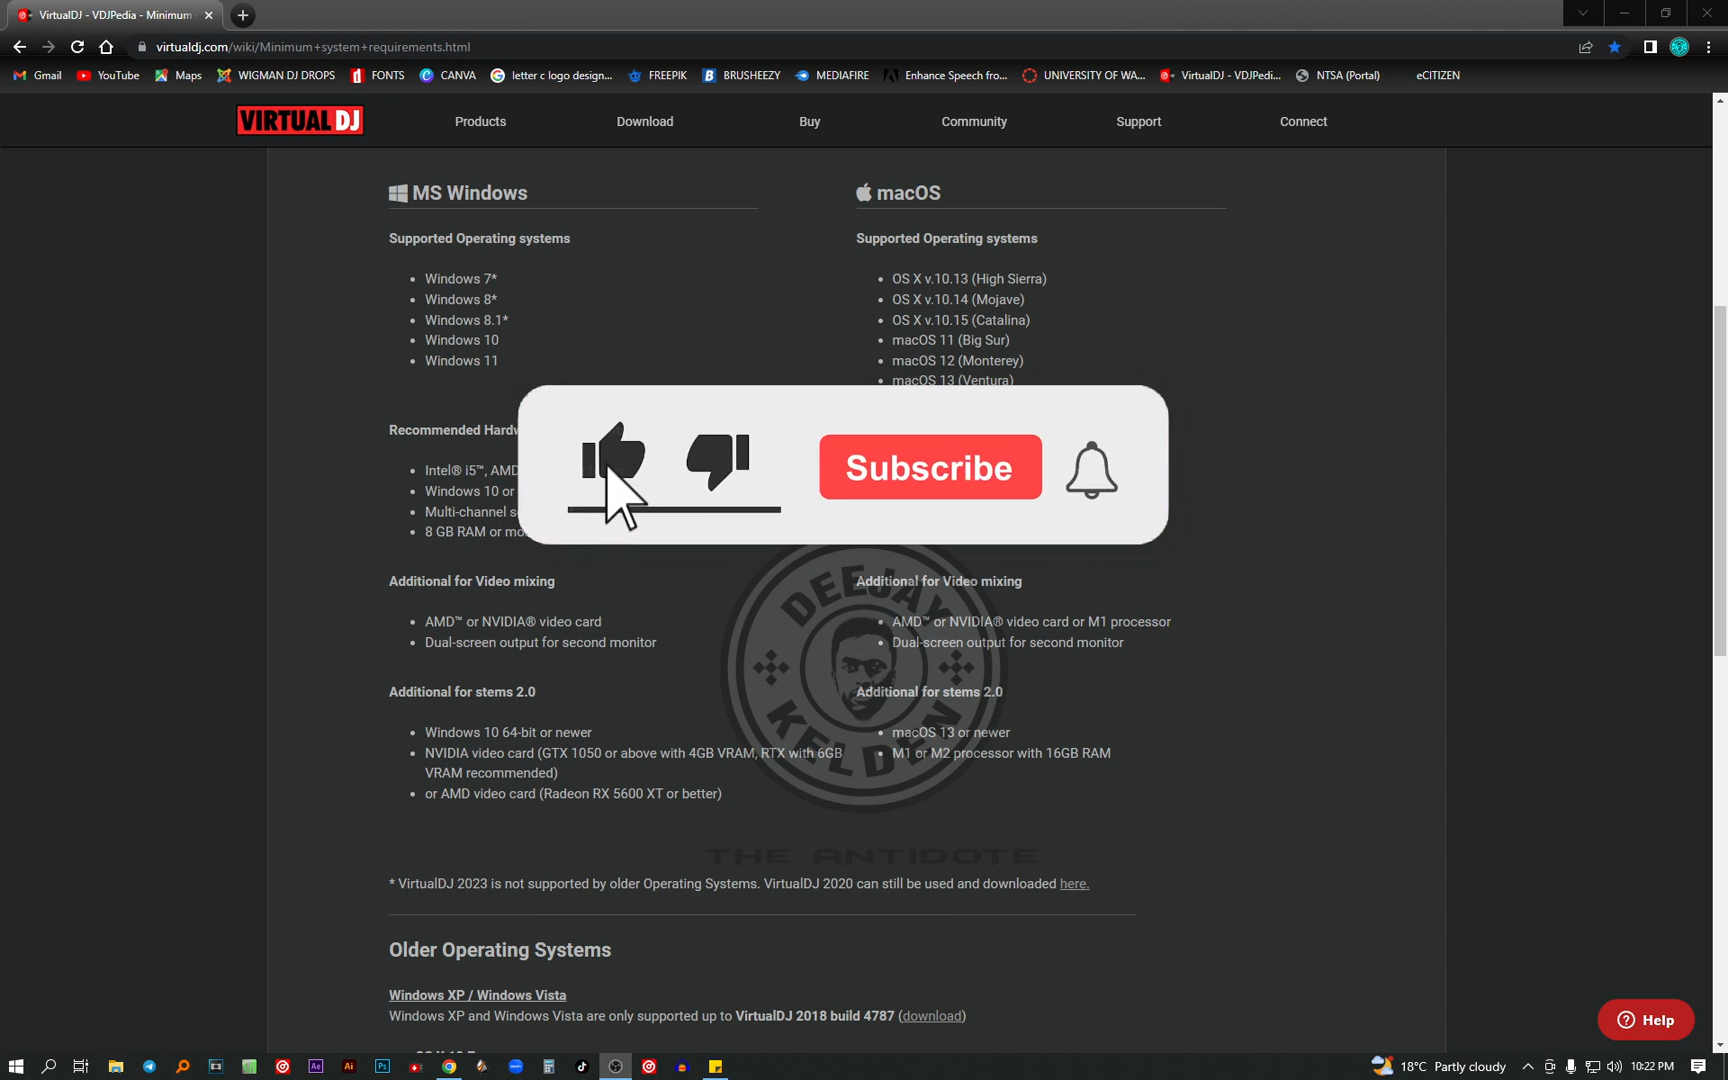 VirtualDJ - VDJPedia - Minimum
virtualdj.com/wiki/Minimum+system+requirements.html
Gmail YouTube Maps WIGMAN DJ DROPS FONTS CANVA letter c logo design... FREEPIK BRUSHEEZY MEDIAFIRE Enhance Speech fro... UNIVERSITY OF WA... VirtualDJ - VDJPedi... NTSA (Portal) eCITIZEN
VIRTUAL DJ Products Download Buy Community Support Connect
MS Windows
Supported Operating systems
Windows 7*
Windows 8*
Windows 8.1*
Windows 10
Windows 11
macOS
Supported Operating systems
OS X v.10.13 (High Sierra)
OS X v.10.14 (Mojave)
OS X v.10.15 (Catalina)
macOS 11 (Big Sur)
macOS 12 (Monterey)
macOS 13 (Ventura)
Subscribe
Recommended Hardw
Intel® i5™, AMD
Windows 10 or
Multi-channel s
8 GB RAM or mo
Additional for Video mixing
AMD™ or NVIDIA® video card
Dual-screen output for second monitor
Additional for stems 2.0
Windows 10 64-bit or newer
NVIDIA video card (GTX 1050 or above with 4GB VRAM, RTX with 6GB
VRAM recommended)
or AMD video card (Radeon RX 5600 XT or better)
Additional for Video mixing
AMD™ or NVIDIA® video card or M1 processor
Dual-screen output for second monitor
Additional for stems 2.0
macOS 13 or newer
M1 or M2 processor with 16GB RAM
DEEJAY
KELDEN
THE ANTIDOTE
* VirtualDJ 2023 is not supported by older Operating Systems. VirtualDJ 2020 can still be used and downloaded here.
Older Operating Systems
Windows XP / Windows Vista
Windows XP and Windows Vista are only supported up to VirtualDJ 2018 build 4787 (download)
Help
18°C Partly cloudy 10:22 PM